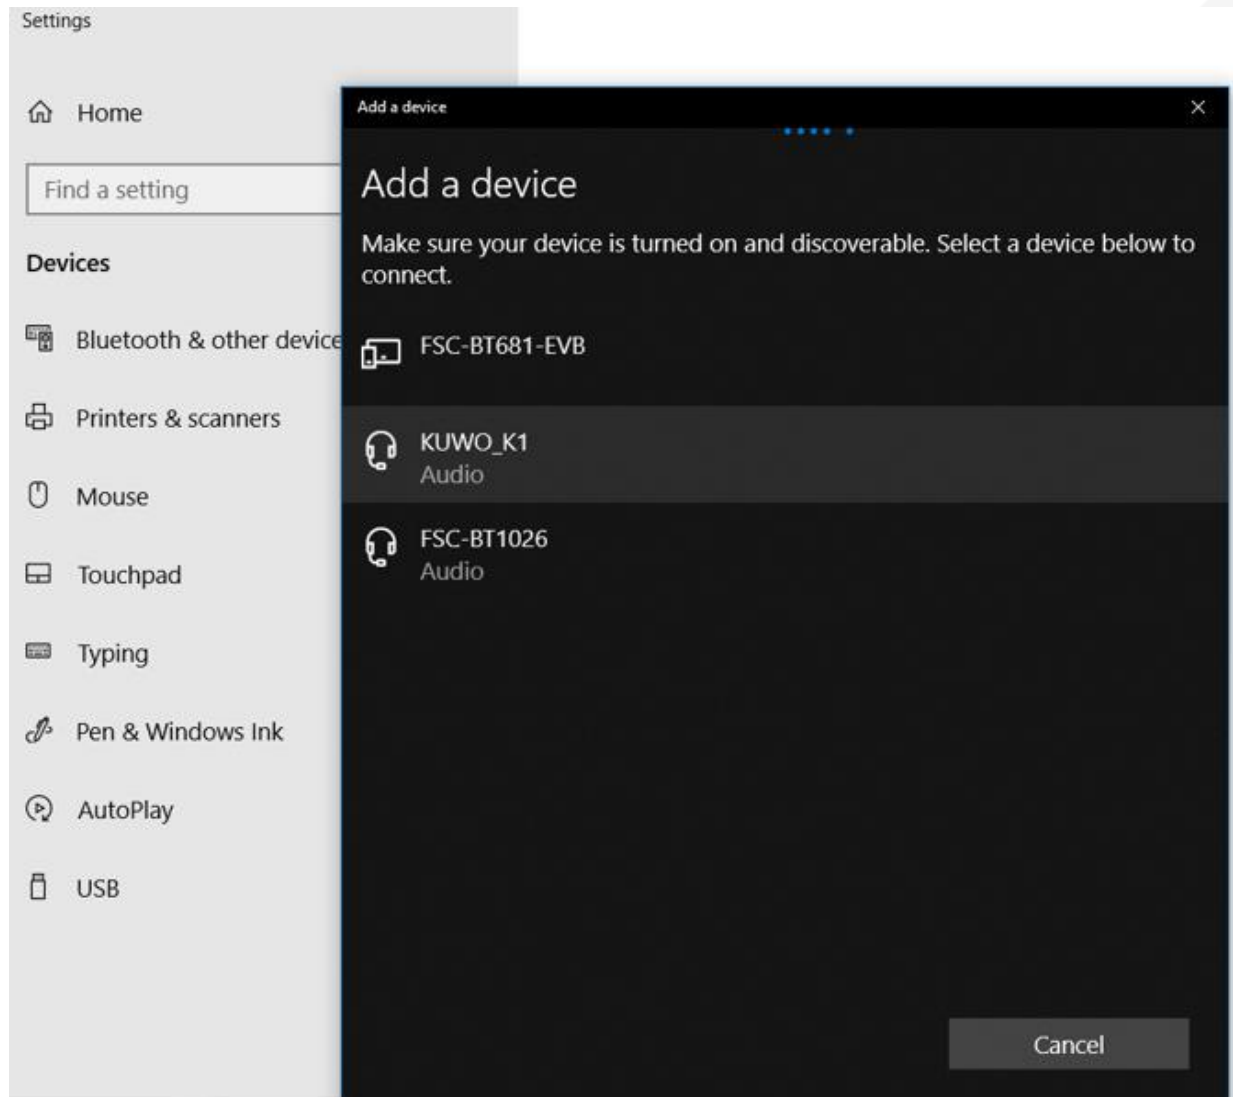 Settings
Home
Find a setting
Devices
Bluetooth & other device
Printers & scanners
Mouse
Touchpad
Typing
Pen & Windows Ink
AutoPlay
USB
Add a device
Add a device
Make sure your device is turned on and discoverable. Select a device below to
connect.
FSC-BT681-EVB
KUWO_K1
Audio
FSC-BT1026
Audio
Cancel